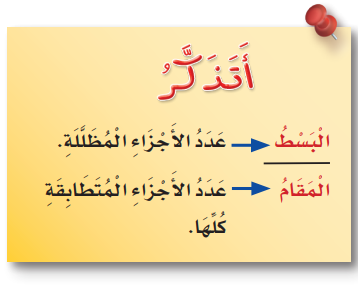 أَتَذَكَّرُ
الْبَسْطُ عَدَدُ الأَجْزَاءِ الْمُظَلَّلَةِ.
الْمَقَامُ عَدَدُ الأَجْزَاءِ الْمُتَطَابِقَةِ
كُلِّهَا.